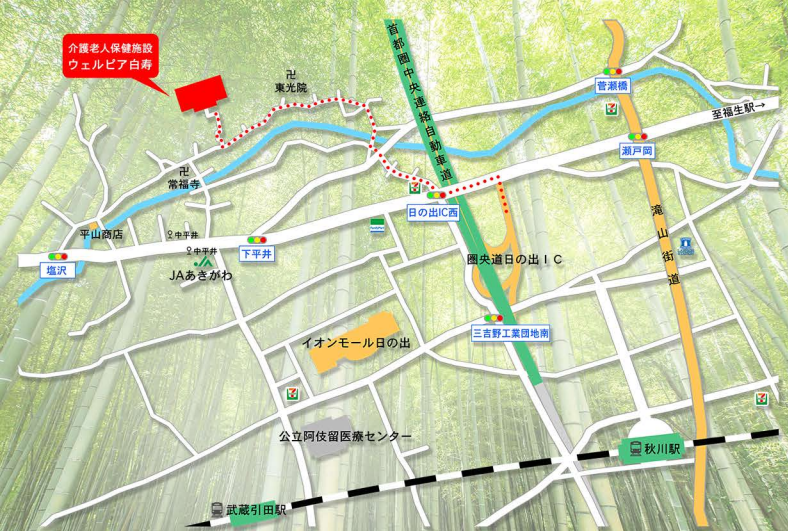 介護老人保健施設
ウェルピア白寿
卍
東光院
首都圏中央連絡自動車道
菅瀬橋
至福生駅→
瀬戸岡
卍
常福寺
日の出IC西
平山商店
中平井
中平井
下平井
塩沢
JAあきがわ
FamilyMart
滝山街道
圏央道日の出IC
三吉野工業団地南
イオンモール日の出
公立阿伎留医療センター
秋川駅
武蔵引田駅